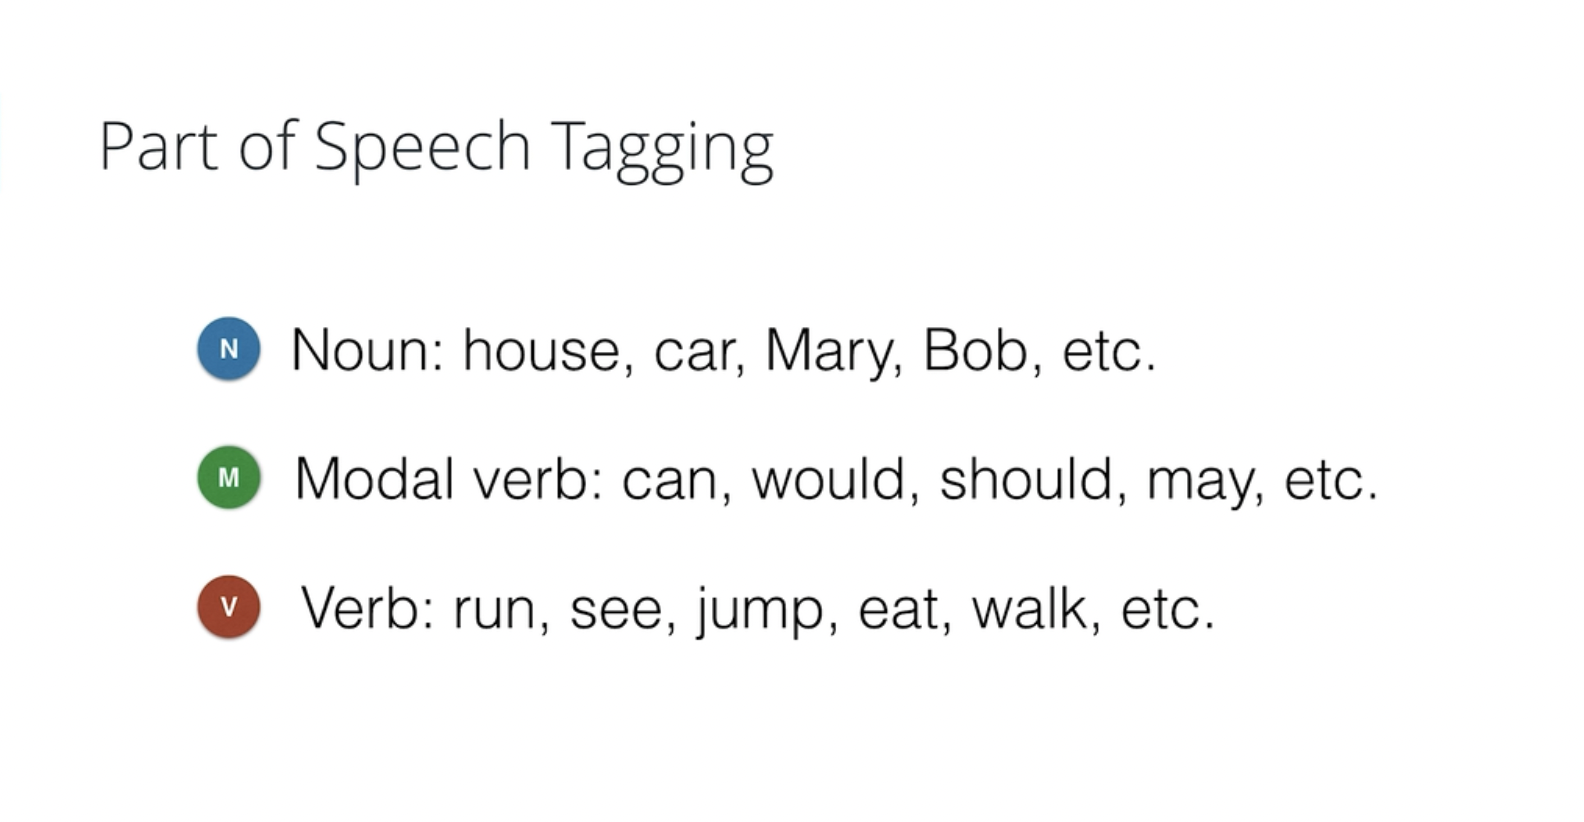 Part of Speech Tagging
N Noun: house, car, Mary, Bob, etc.
M Modal verb: can, would, should, may, etc.
V Verb: run, see, jump, eat, walk, etc.